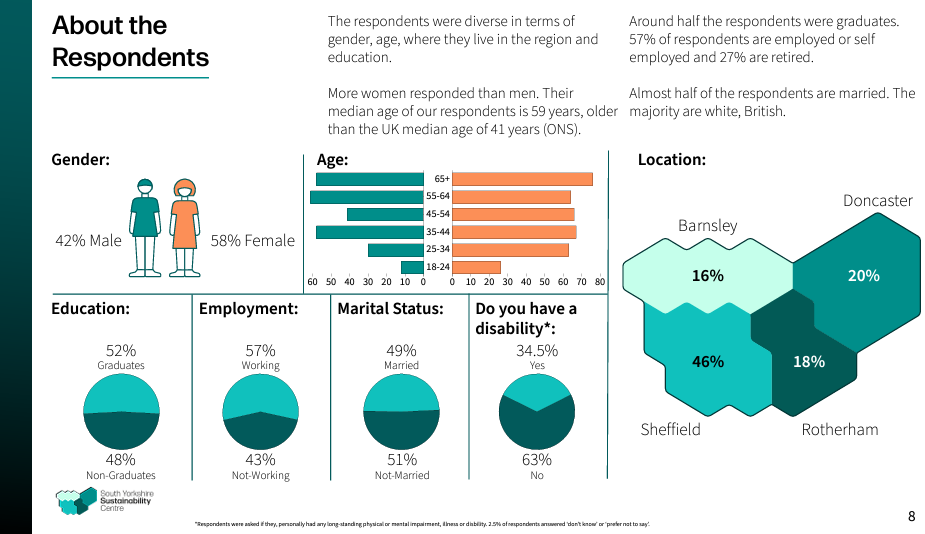 About the
Respondents
The respondents were diverse in terms of
gender, age, where they live in the region and
education.
More women responded than men. Their
median age of our respondents is 59 years, older
than the UK median age of 41 years (ONS).
Around half the respondents were graduates.
57% of respondents are employed or self
employed and 27% are retired.
Almost half of the respondents are married. The
majority are white, British.
Gender:
42% Male
58% Female
Age:
65+
55-64
45-54
35-44
25-34
18-24
60 50 40 30 20 10 0
0 10 20 30 40 50 60 70 80
Location:
Doncaster
Barnsley
16%
20%
46%
18%
Sheffield
Rotherham
Education:
52%
Graduates
48%
Non-Graduates
Employment:
57%
Working
43%
Not-Working
Marital Status:
49%
Married
51%
Not-Married
Do you have a
disability*:
34.5%
Yes
63%
No
South Yorkshire
Sustainability
Centre
*Respondents were asked if they, personally had any long-standing physical or mental impairment, illness or disbility. 2.5% of respondents answered 'don't know' or 'prefer not to say'.
8